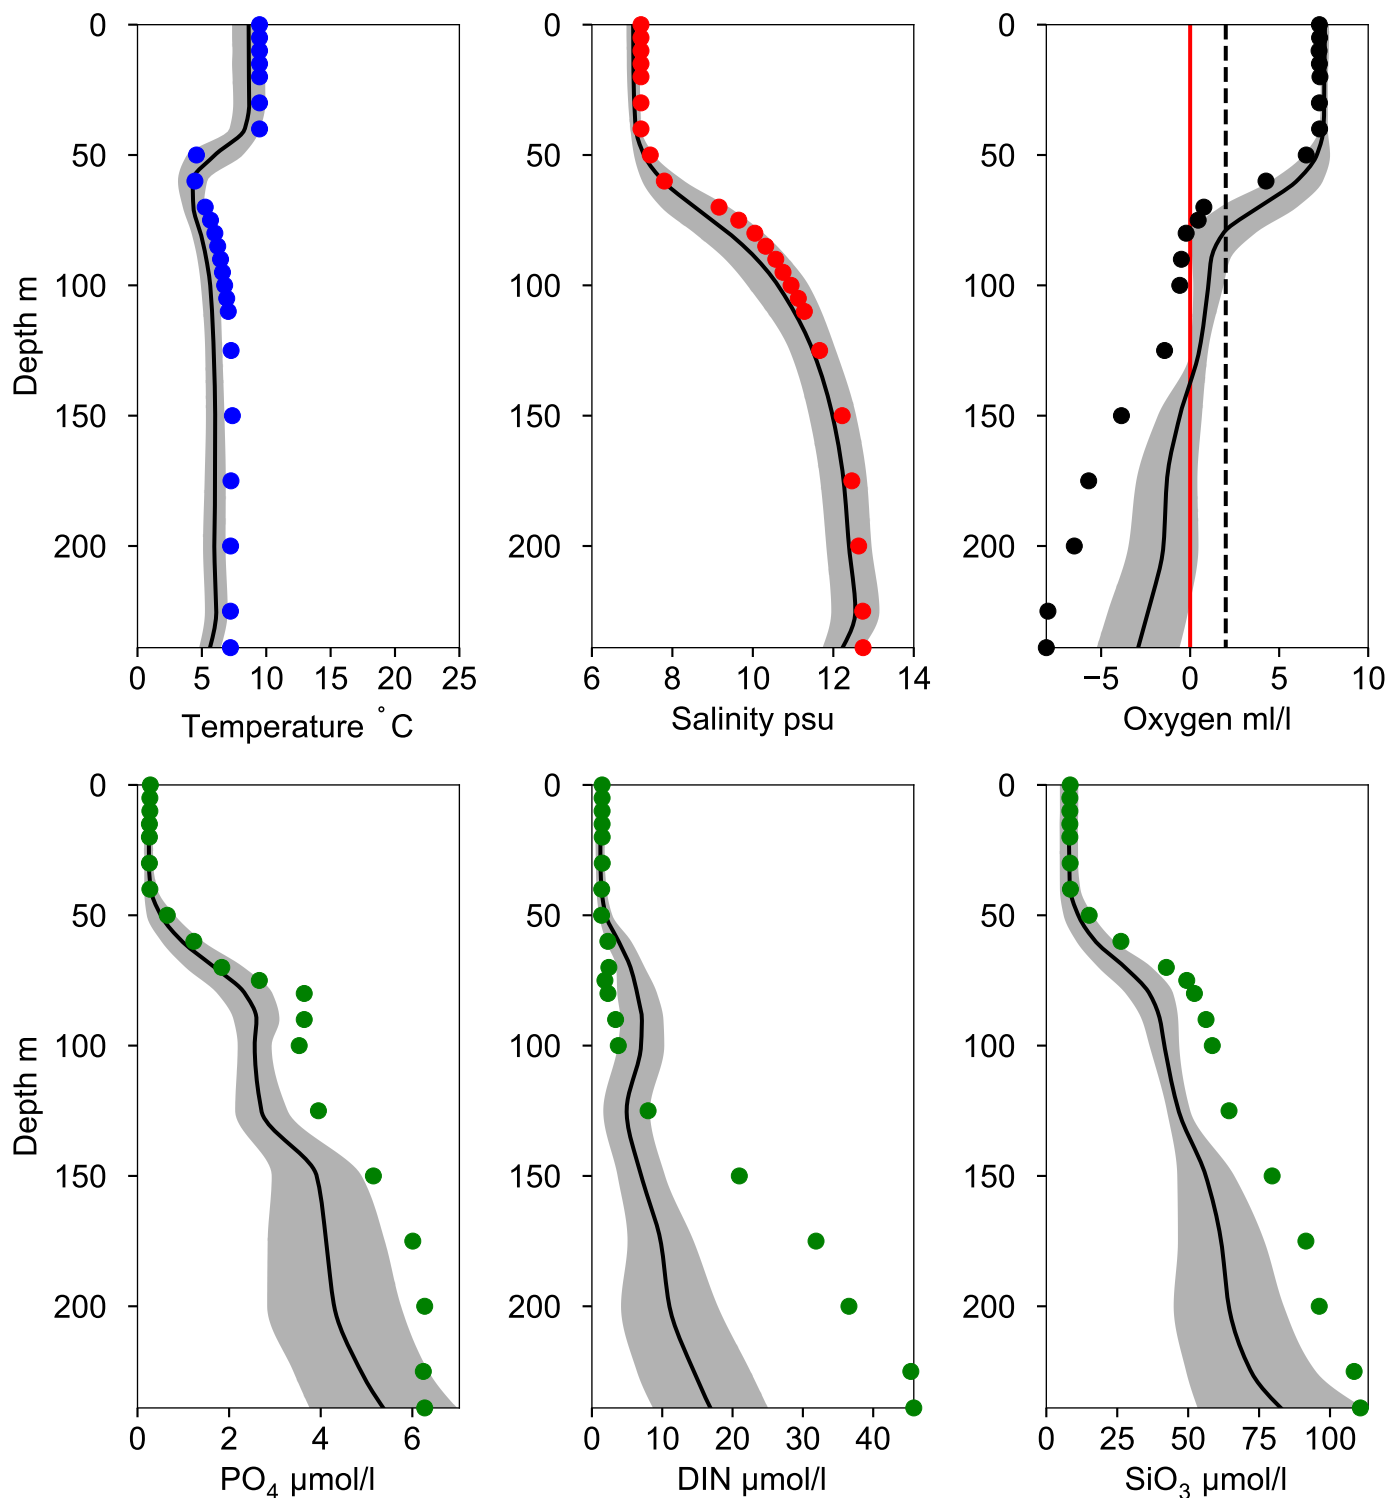 0
50
100
150
200
Depth m
0 5 10 15 20 25
Temperature ° C
0
50
100
150
200
6 8 10 12 14
Salinity psu
0
50
100
150
200
−5 0 5 10
Oxygen ml/l
0
50
100
150
200
Depth m
0 2 4 6
PO₄ μmol/l
0
50
100
150
200
0 10 20 30 40
DIN μmol/l
0
50
100
150
200
0 25 50 75 100
SiO₃ μmol/l